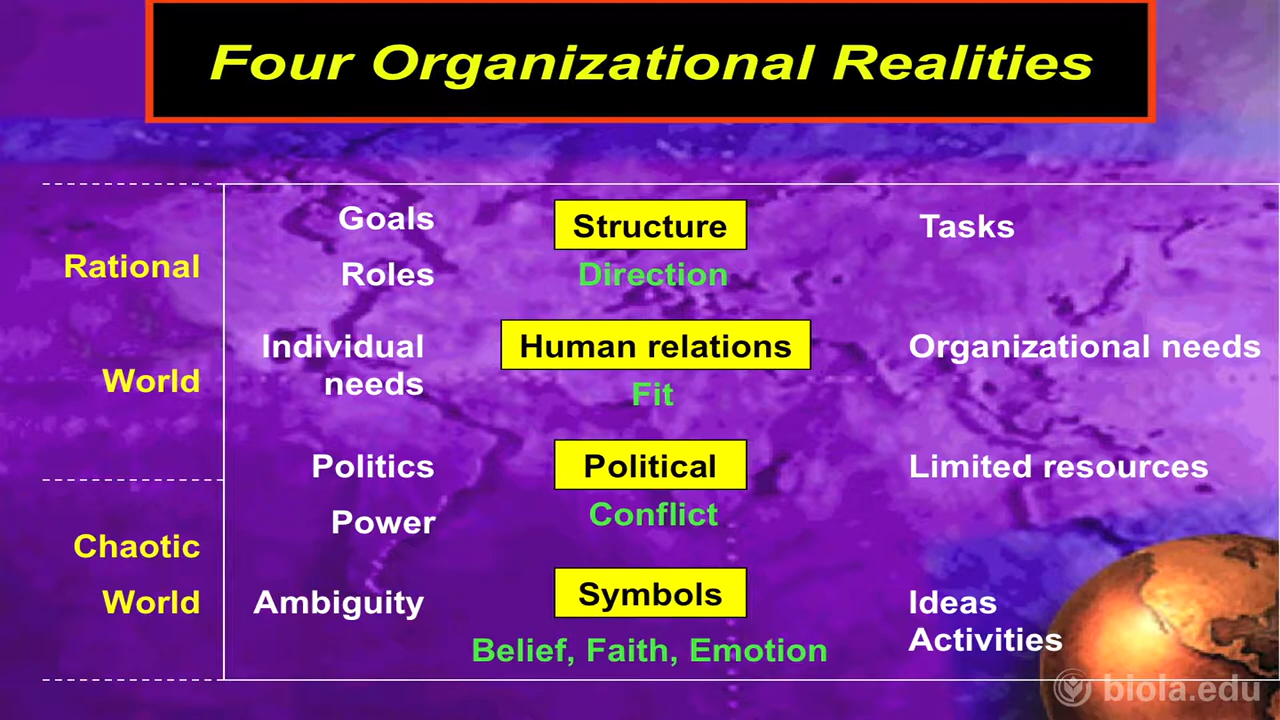 Four Organizational Realities
Goals
Structure
Tasks
Rational
Roles
Direction
Individual
needs
Human relations
Organizational needs
World
Fit
Politics
Political
Limited resources
Power
Conflict
Chaotic
World
Ambiguity
Symbols
Ideas
Activities
Belief, Faith, Emotion
biola.edu